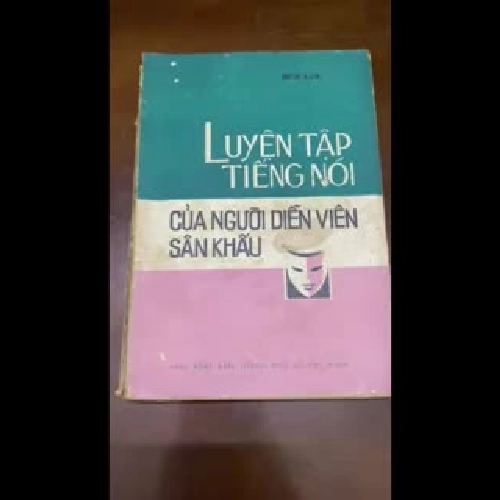 LUYỆN TẬP
TIẾNG NÓI
CỦA NGƯỜI DIỄN VIÊN
SÂN KHẤU